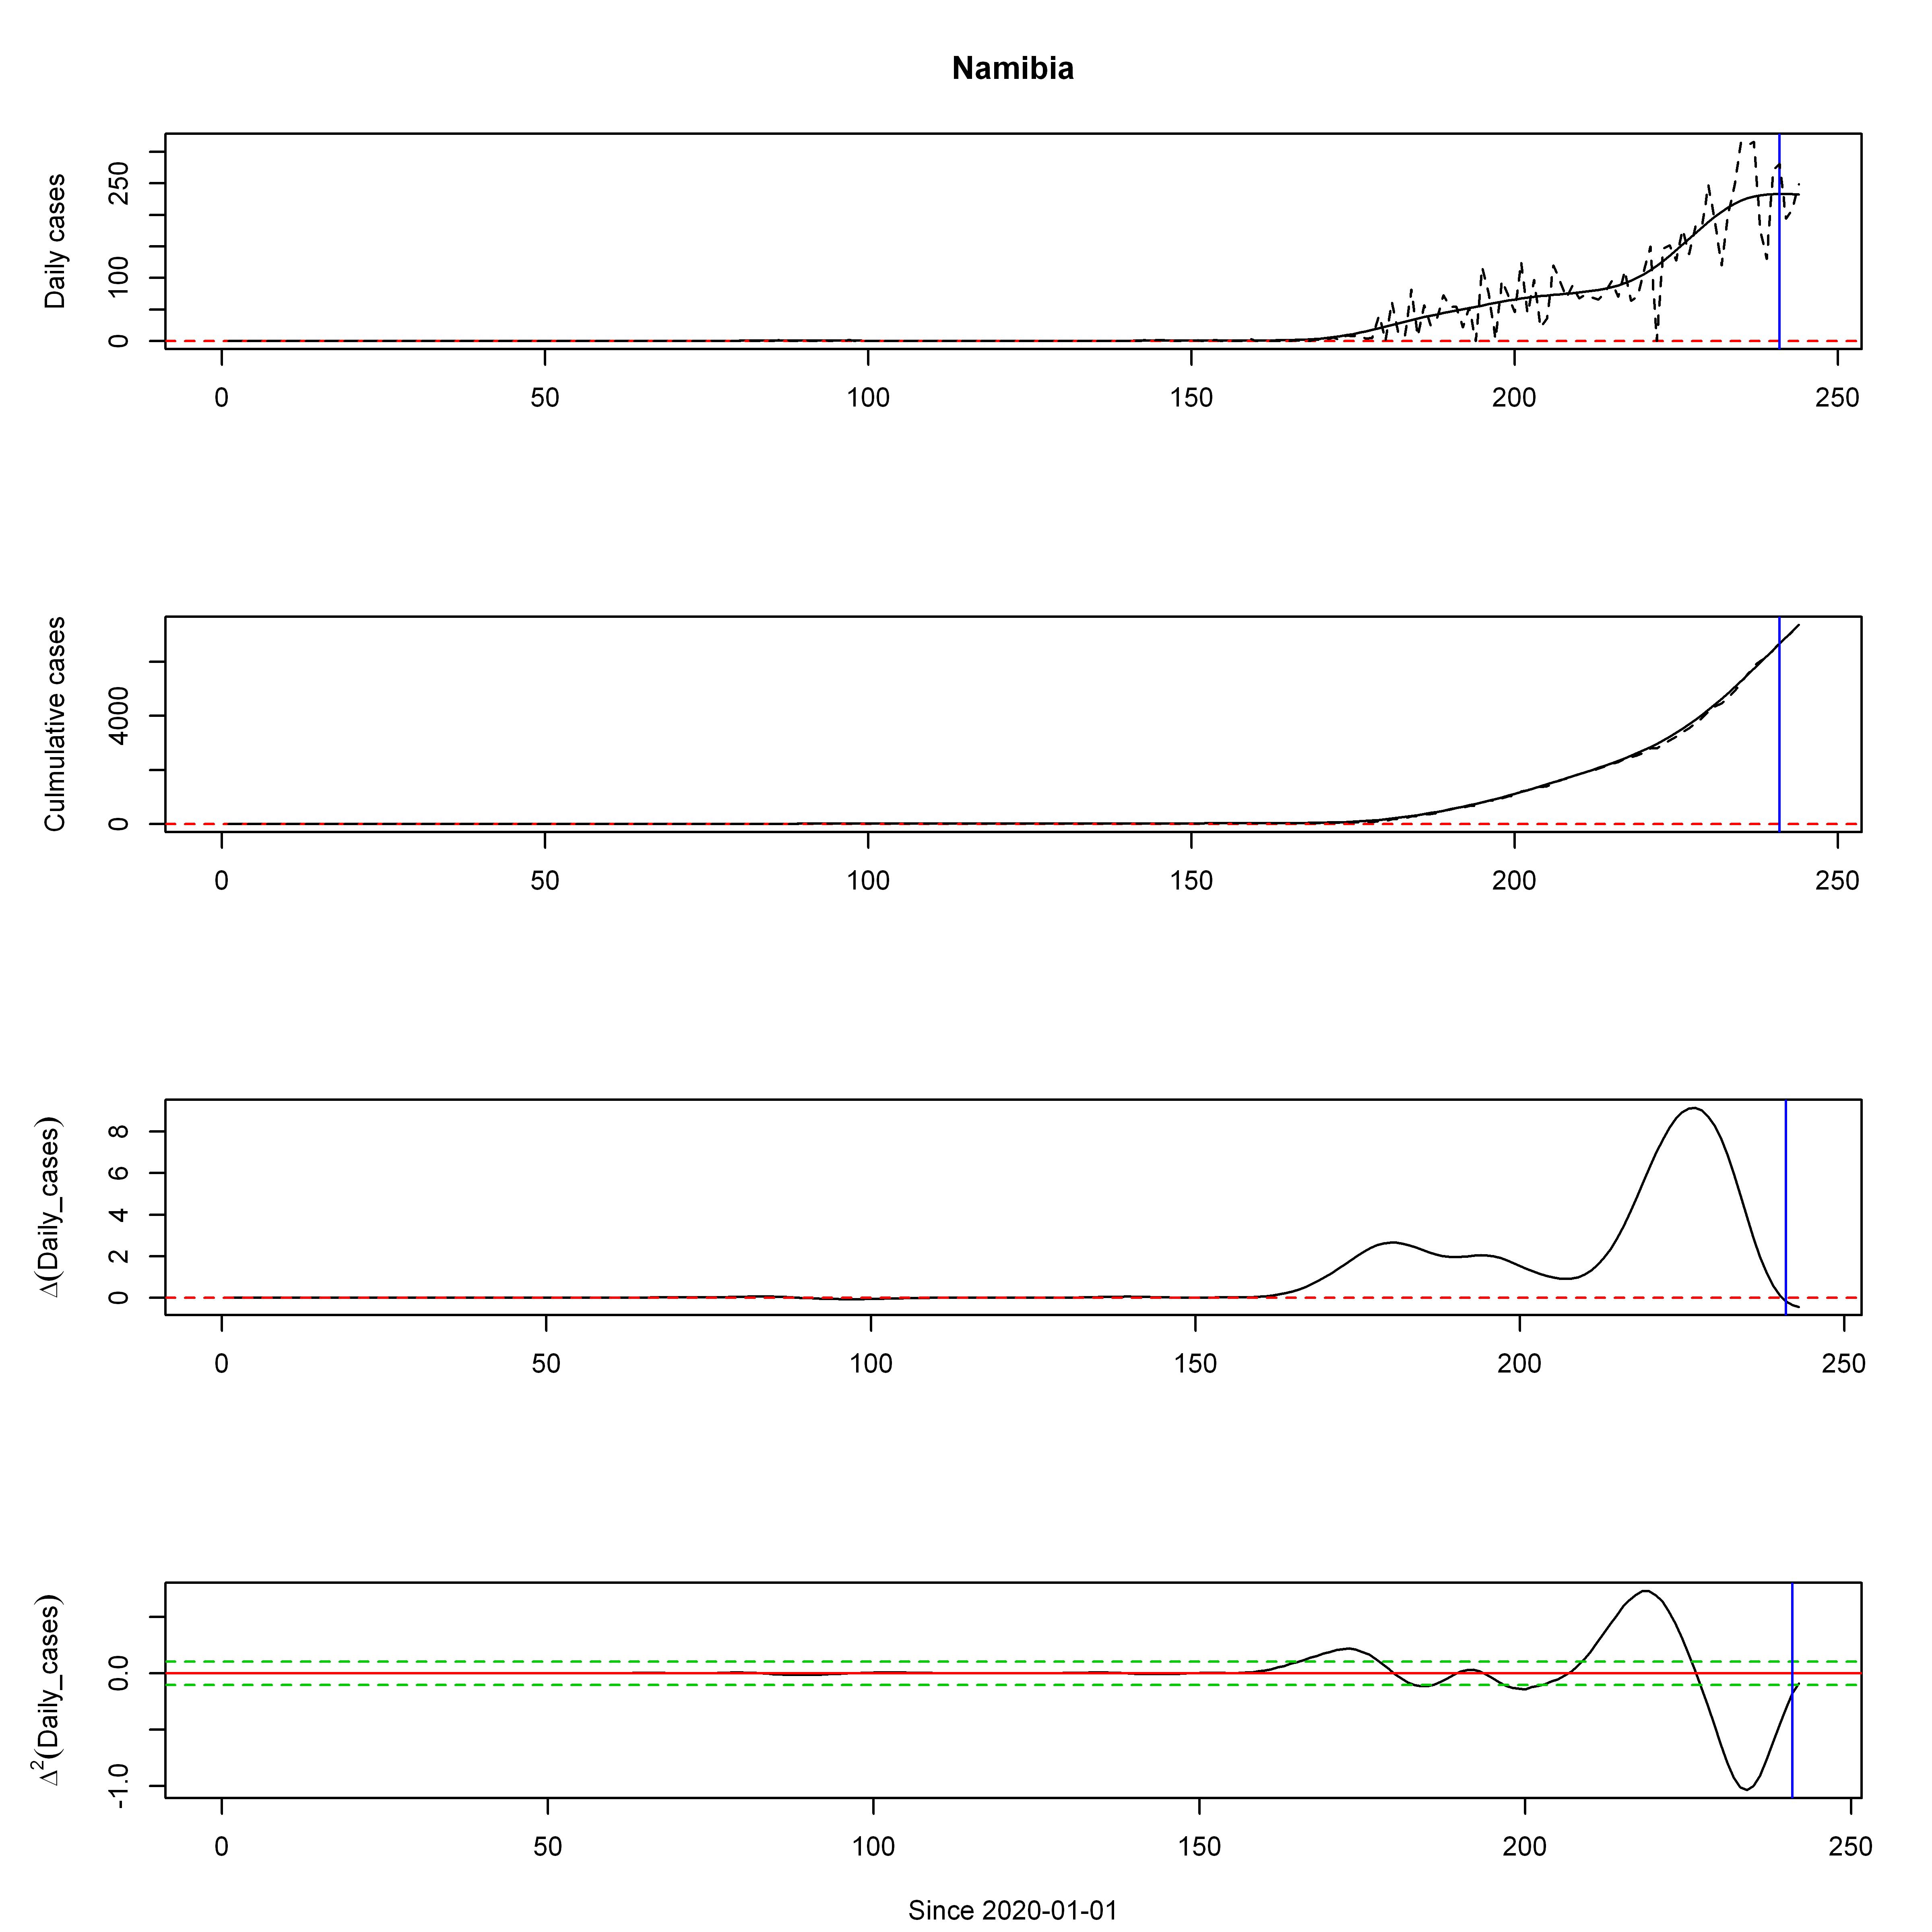 Namibia
Daily cases
0 100 250
0 50 100 150 200 250
Culmulative cases
0 4000
0 50 100 150 200 250
Δ(Daily_cases)
0 2 4 6 8
0 50 100 150 200 250
Δ²(Daily_cases)
-1.0 0.0
0 50 100 150 200 250
Since 2020-01-01